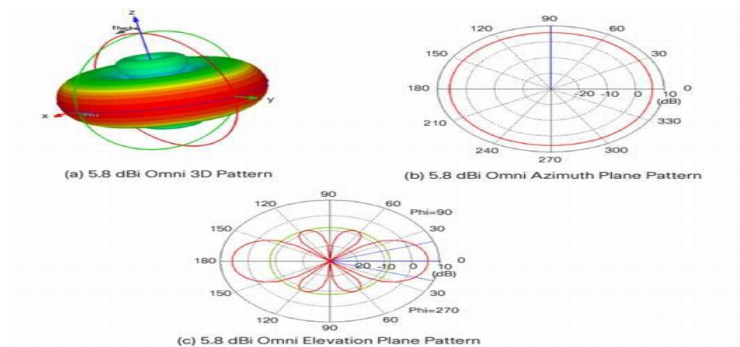 z
Theta
x
Phi
y
(a) 5.8 dBi Omni 3D Pattern
90
120
60
150
30
180
-20
-10
0
10
0
(dB)
210
330
240
300
270
(b) 5.8 dBi Omni Azimuth Plane Pattern
90
120
60
Phi=90
150
30
180
-20
-10
0
10
0
(dB)
150
30
120
60
Phi=270
90
(c) 5.8 dBi Omni Elevation Plane Pattern